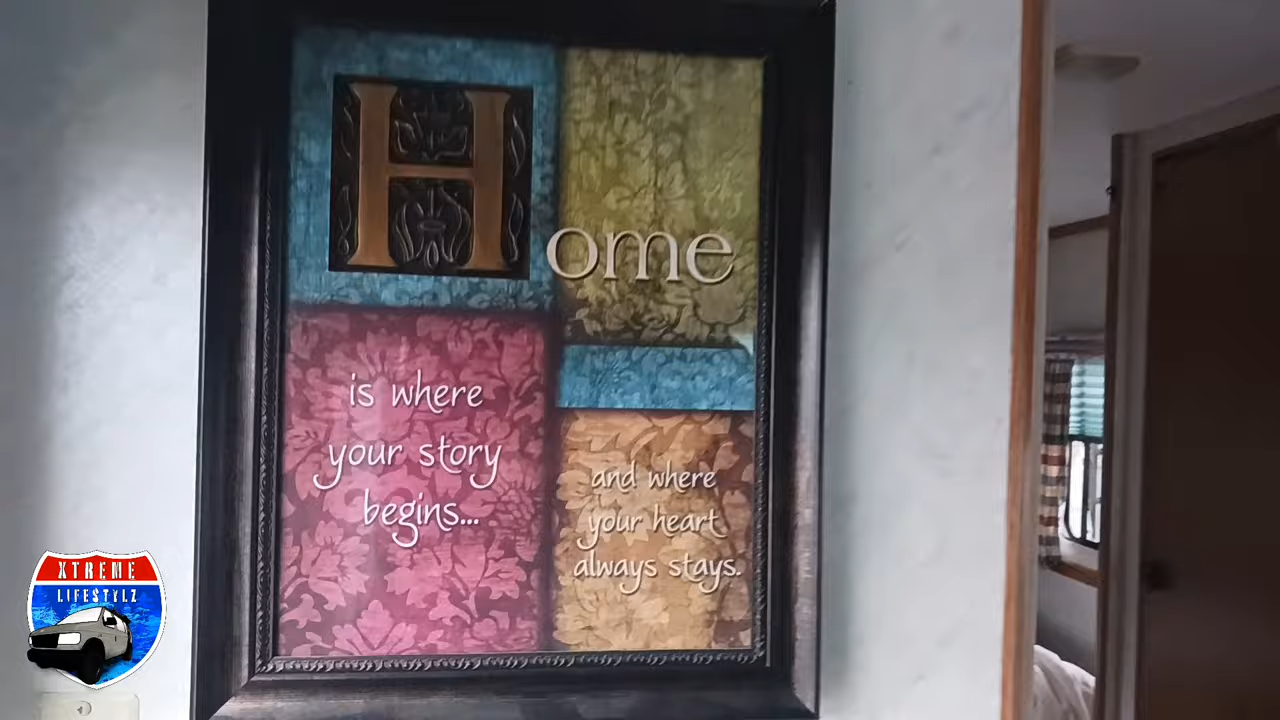 Home
is where
your story
begins...
and where
your heart
always stays.
XTREME
LIFESTYLZ